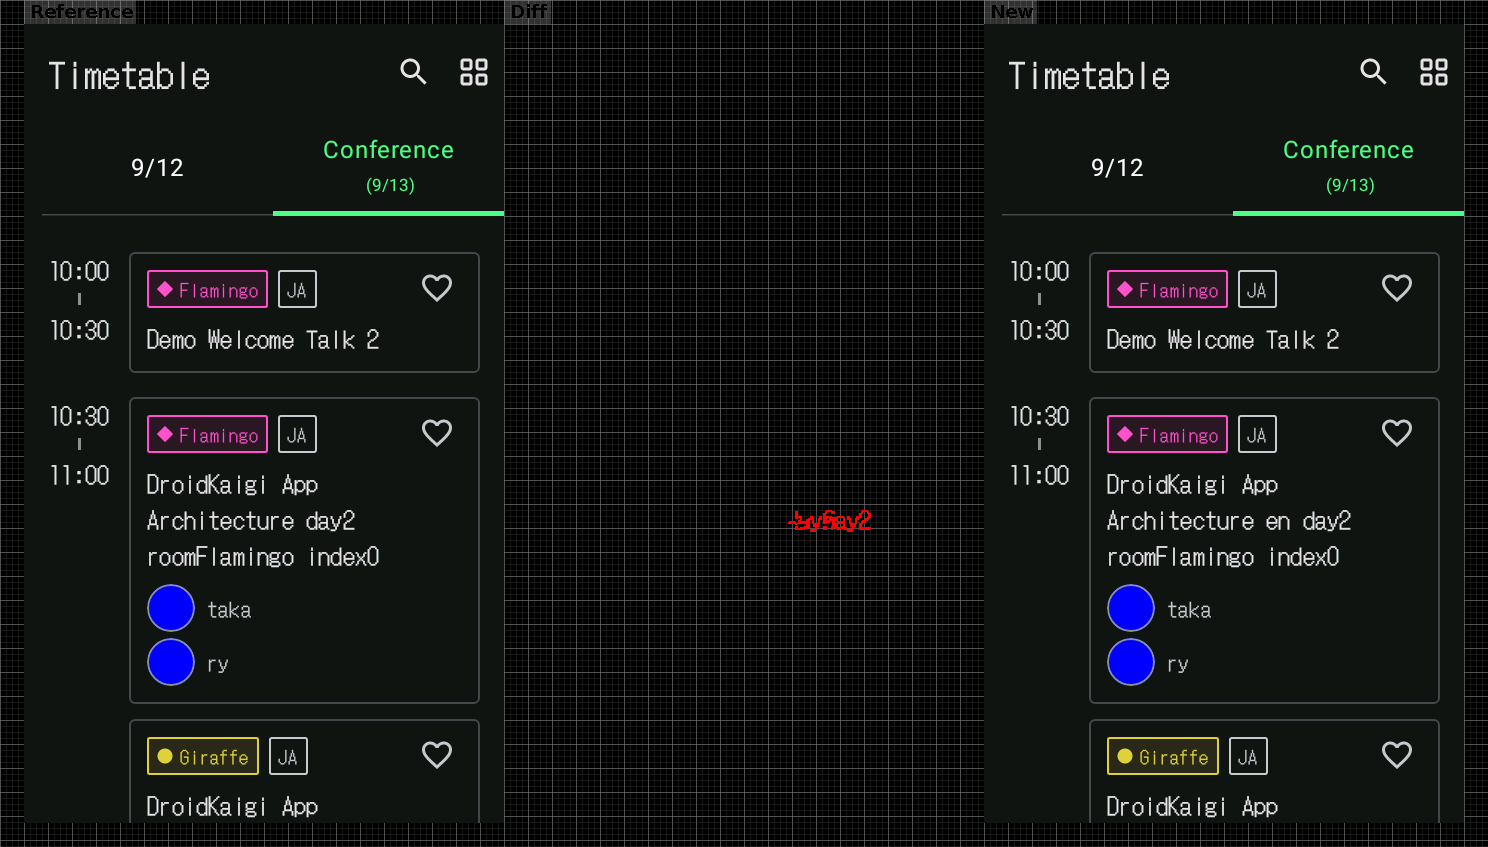 Reference
Timetable
9/12
Conference
(9/13)
10:00
10:30
Flamingo
JA
Demo Welcome Talk 2
10:30
11:00
Flamingo
JA
DroidKaigi App
Architecture day2
roomFlamingo index0
taka
ry
Giraffe
JA
DroidKaigi App
Diff
New
Timetable
9/12
Conference
(9/13)
10:00
10:30
Flamingo
JA
Demo Welcome Talk 2
10:30
11:00
Flamingo
JA
DroidKaigi App
Architecture en day2
roomFlamingo index0
taka
ry
Giraffe
JA
DroidKaigi App